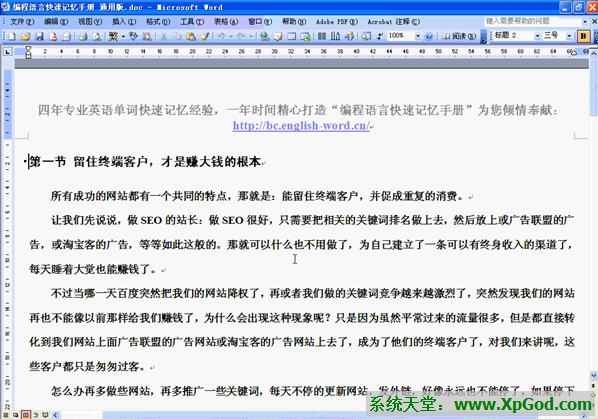 编程语言快速记忆手册 通用版.doc - Microsoft Word
文件(F) 编辑(E) 视图(V) 插入(I) 格式(O) 工具(T) 表格(A) 窗口(W) 帮助(H) Adobe PDF(B) Acrobat 注释(C) 键入需要帮助的问题
100% 阅读(R) 标题 2 三号 B
四年专业英语单词快速记忆经验，一年时间精心打造“编程语言快速记忆手册”为您倾情奉献：
http://bc.english-word.cn/
第一节 留住终端客户，才是赚大钱的根本
所有成功的网站都有一个共同的特点，那就是：能留住终端客户，并促成重复的消费。
让我们先说说，做 SEO 的站长：做 SEO 很好，只需要把相关的关键词排名做上去，然后放上或广告联盟的广
告，或淘宝客的广告，等等如此这般的。那就可以什么也不用做了，为自己建立了一条可以有终身收入的渠道了，
每天睡着大觉也能赚钱了。
不过当哪一天百度突然把我们的网站降权了，再或者我们做的关键词竞争越来越激烈了，突然发现我们的网站
再也不能像以前那样给我们赚钱了，为什么会出现这种现象呢？只是因为虽然平常过来的流量很多，但是都直接转
化到我们网站上面广告联盟的广告网站或淘宝客的广告网站上去了，成为了他们的终端客户了，对我们来讲呢，这
些客户都只是匆匆过客。
怎么办再多做些网站，再多推广一些关键词，每天不停的更新网站，发外链，好像永远也不能停了，如果停下
系统天堂：www.XpGod.com